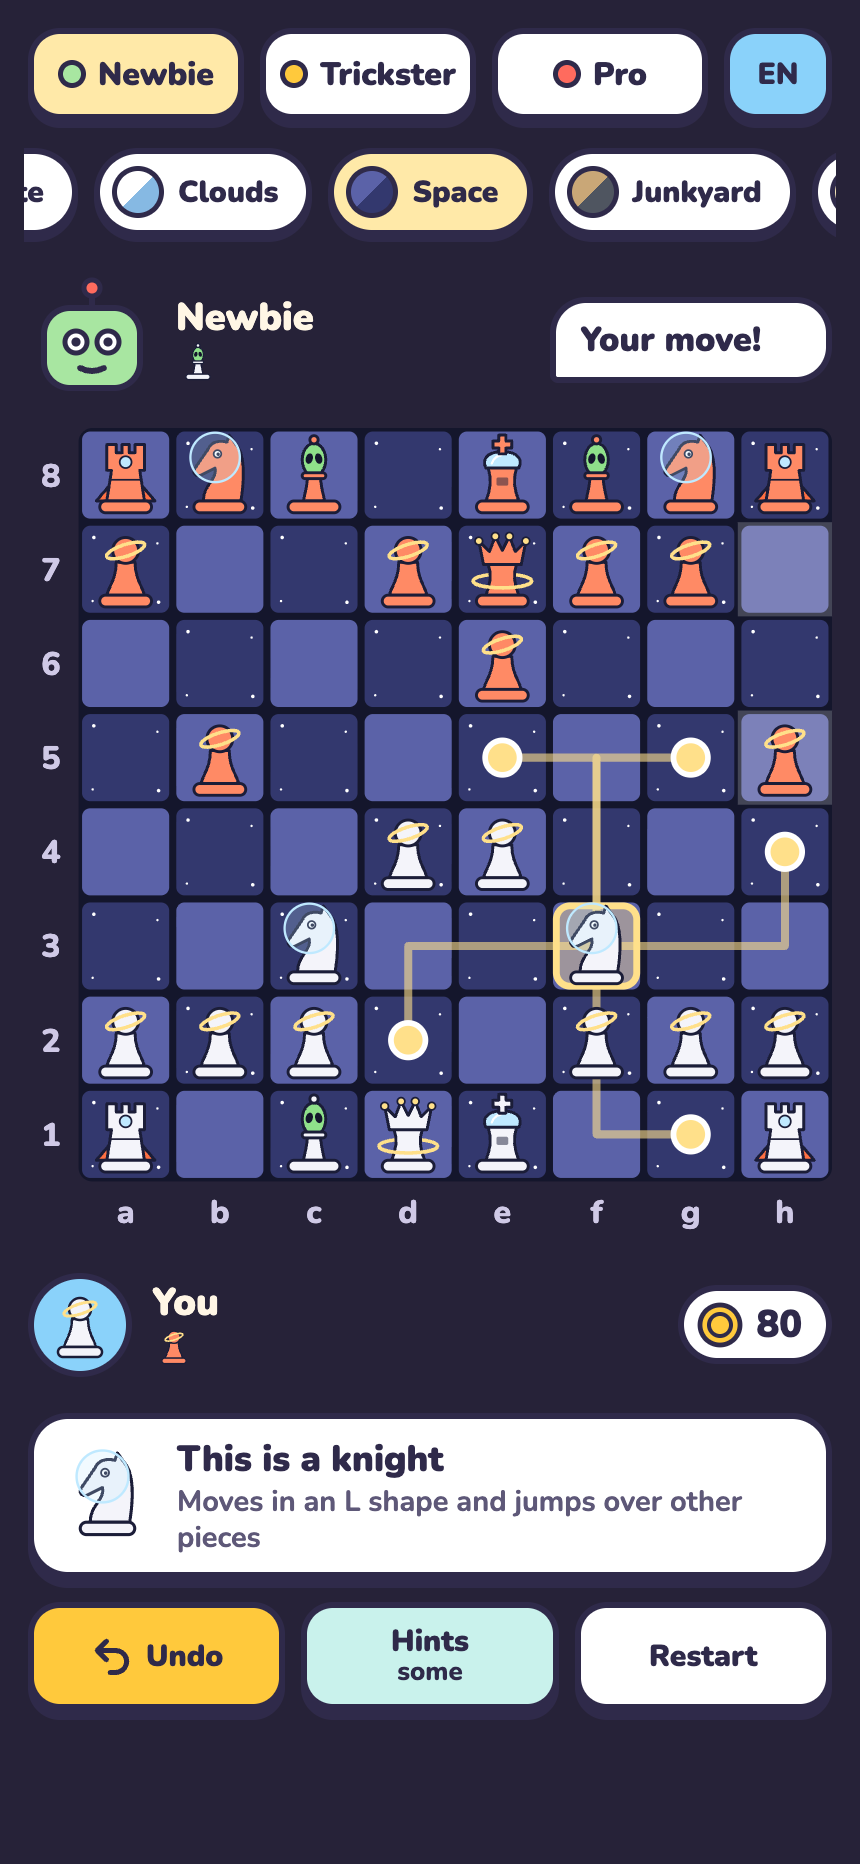 Newbie
Trickster
Pro
EN
Clouds
Space
Junkyard
Newbie
Your move!
8
7
6
5
4
3
2
1
a b c d e f g h
You
80
This is a knight
Moves in an L shape and jumps over other
pieces
Undo
Hints
some
Restart